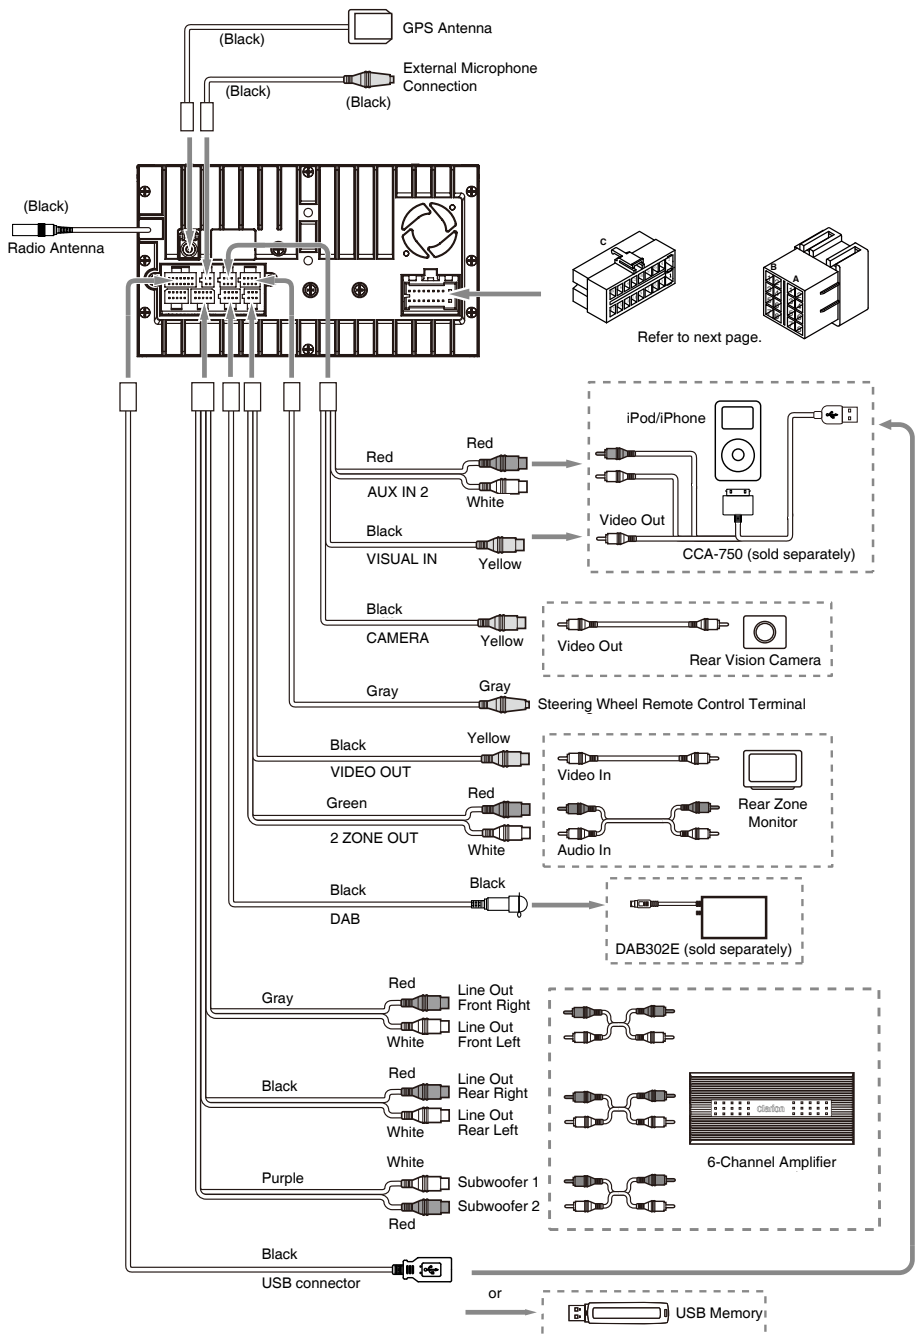 GPS Antenna
(Black)
External Microphone
Connection
(Black)
(Black)
(Black)
Radio Antenna
C
B
A
Refer to next page.
iPod/iPhone
Red
Red
AUX IN 2
White
Video Out
Black
VISUAL IN
Yellow
CCA-750 (sold separately)
Black
CAMERA
Yellow
Video Out
Rear Vision Camera
Gray
Gray
Steering Wheel Remote Control Terminal
Black
Yellow
VIDEO OUT
Video In
Green
Red
Rear Zone
Monitor
2 ZONE OUT
White
Audio In
Black
Black
DAB
DAB302E (sold separately)
Gray
Red
Line Out
Front Right
White
Line Out
Front Left
Black
Red
Line Out
Rear Right
White
Line Out
Rear Left
clarion
6-Channel Amplifier
Purple
White
Subwoofer 1
Subwoofer 2
Red
Black
USB connector
or
USB Memory